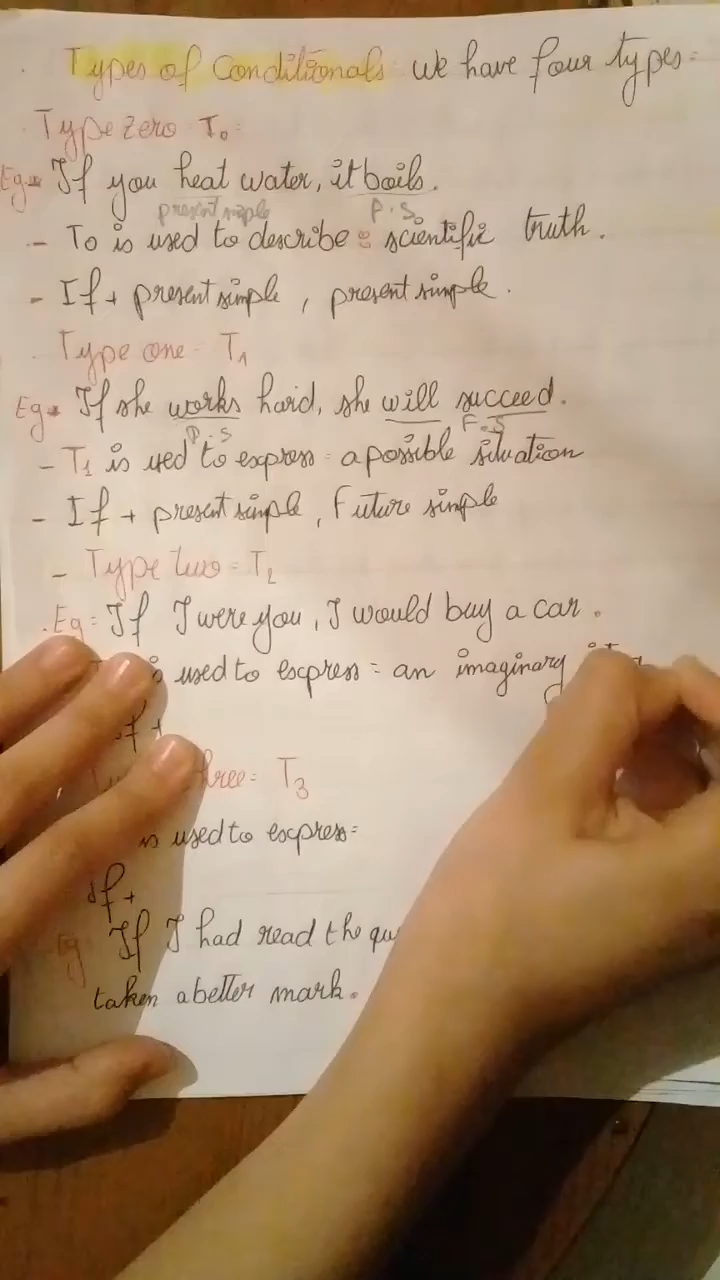 Types of Conditionals: we have four types=
Type zero T0=
Eg= If you heat water, it boils.
present simple P.S
- T0 is used to describe = scientific truth.
- If + present simple, present simple.
Type one = T1
Eg= If she works hard, she will succeed.
P.S F.S
- T1 is used to express = a possible situation
- If + present simple, Future simple
- Type two = T2
Eg= If I were you, I would buy a car.
is used to express = an imaginary
If +
three= T3
is used to express=
If +
Eg If I had read the
taken a better mark.